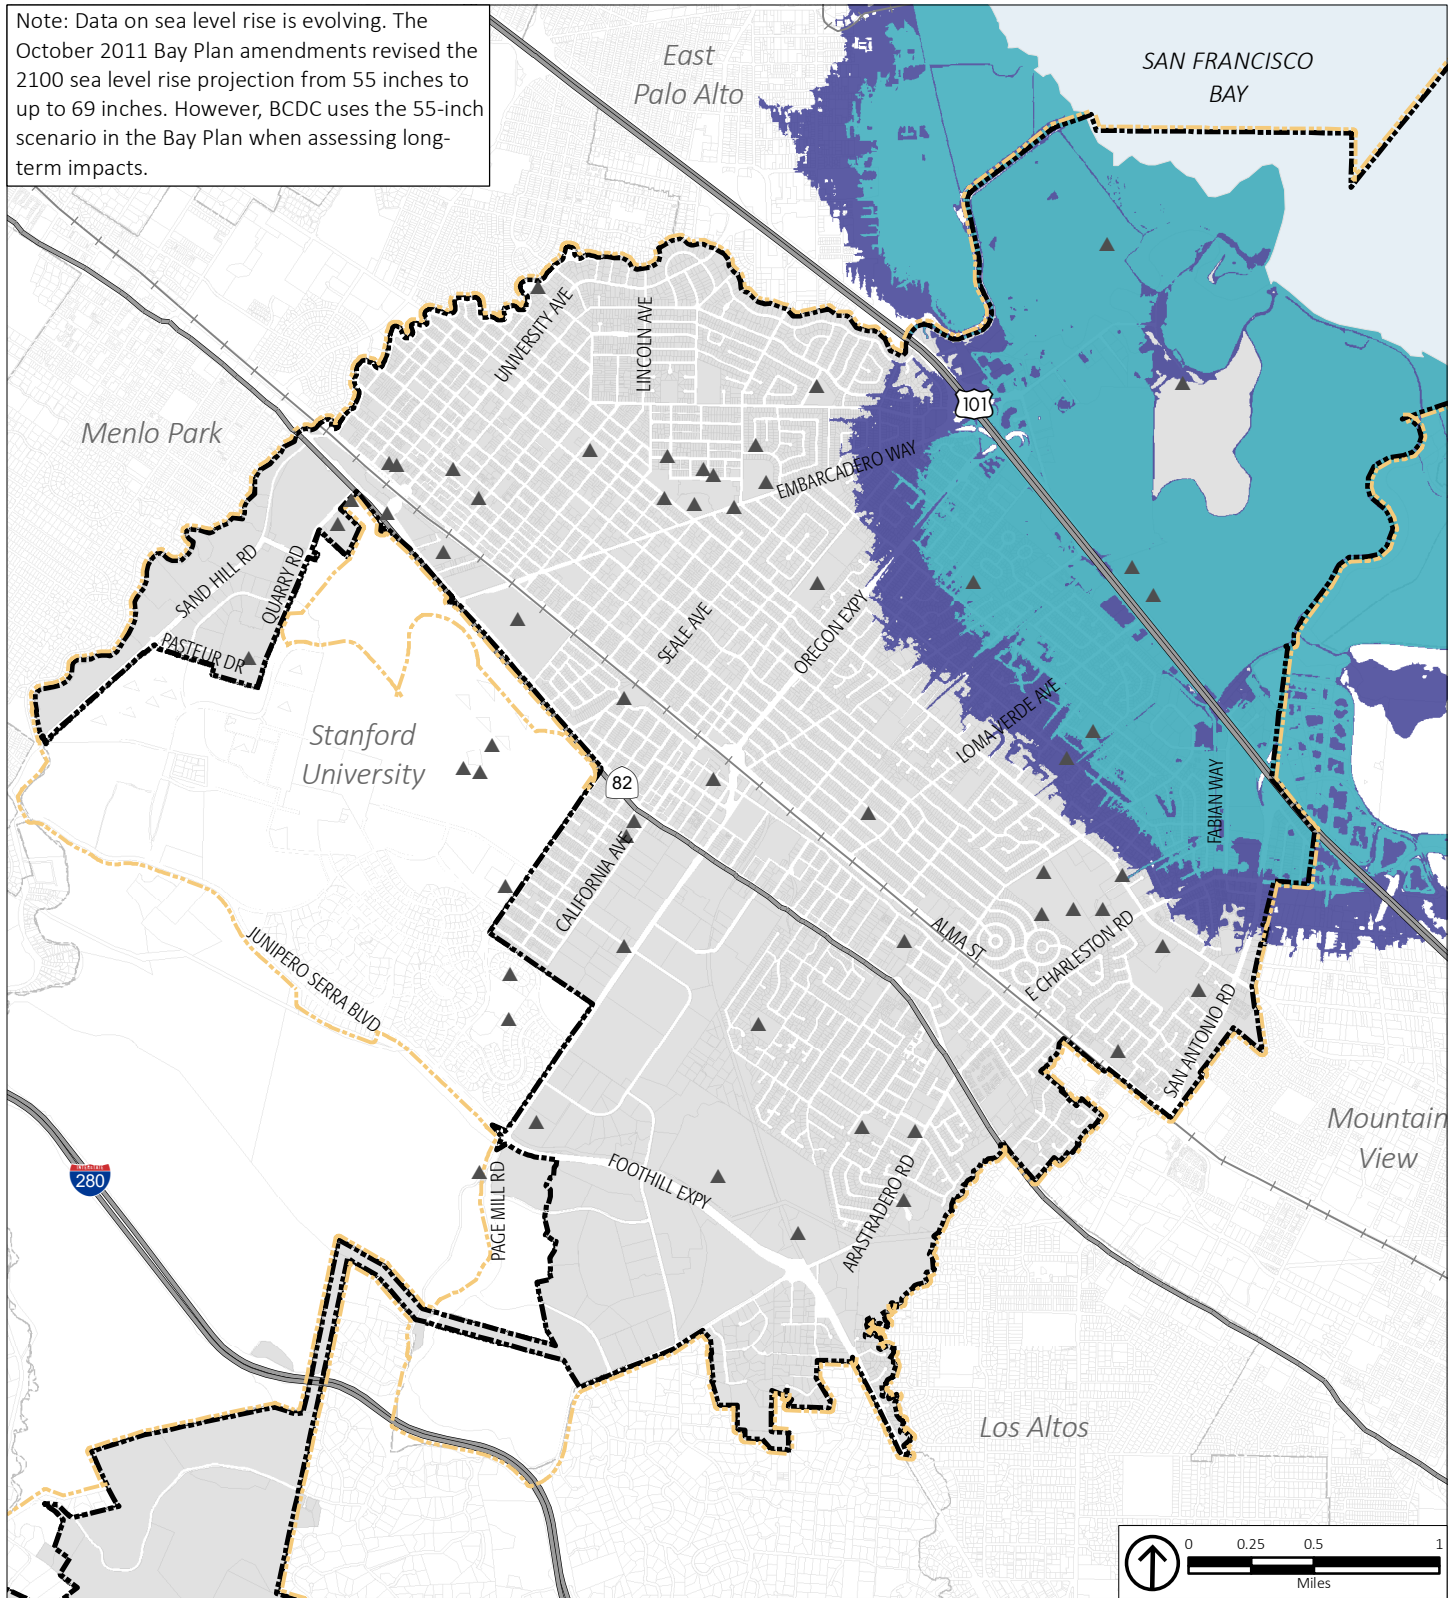 Note: Data on sea level rise is evolving. The
October 2011 Bay Plan amendments revised the
2100 sea level rise projection from 55 inches to
up to 69 inches. However, BCDC uses the 55-inch
scenario in the Bay Plan when assessing long-
term impacts.
East
Palo Alto
SAN FRANCISCO
BAY
UNIVERSITY AVE
LINCOLN AVE
101
Menlo Park
EMBARCADERO WAY
SAND HILL RD
QUARRY RD
PASTEUR DR
SEALE AVE
OREGON EXPY
Stanford
University
LOMA VERDE AVE
82
FABIAN WAY
CALIFORNIA AVE
JUNIPERO SERRA BLVD
ALMA ST
E CHARLESTON RD
SAN ANTONIO RD
Mountain
View
INTERSTATE
280
PAGE MILL RD
FOOTHILL EXPY
ARASTRADERO RD
Los Altos
0 0.25 0.5 1
Miles